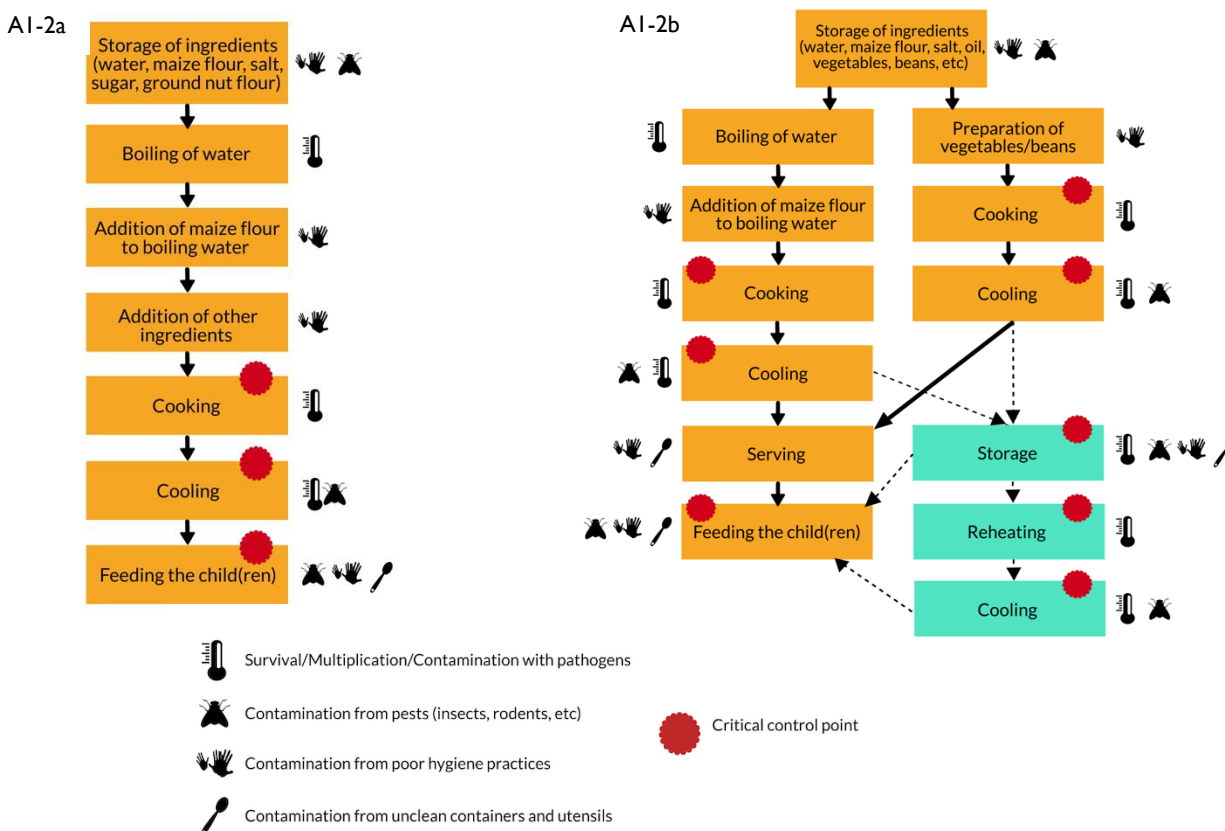 A1-2a
Storage of ingredients
(water, maize flour, salt,
sugar, ground nut flour)
Boiling of water
Addition of maize flour
to boiling water
Addition of other
ingredients
Cooking
Cooling
Feeding the child(ren)
A1-2b
Storage of ingredients
(water, maize flour, salt, oil,
vegetables, beans, etc)
Boiling of water
Addition of maize flour
to boiling water
Cooking
Cooling
Serving
Feeding the child(ren)
Preparation of
vegetables/beans
Cooking
Cooling
Storage
Reheating
Cooling
Survival/Multiplication/Contamination with pathogens
Contamination from pests (insects, rodents, etc)
Contamination from poor hygiene practices
Contamination from unclean containers and utensils
Critical control point